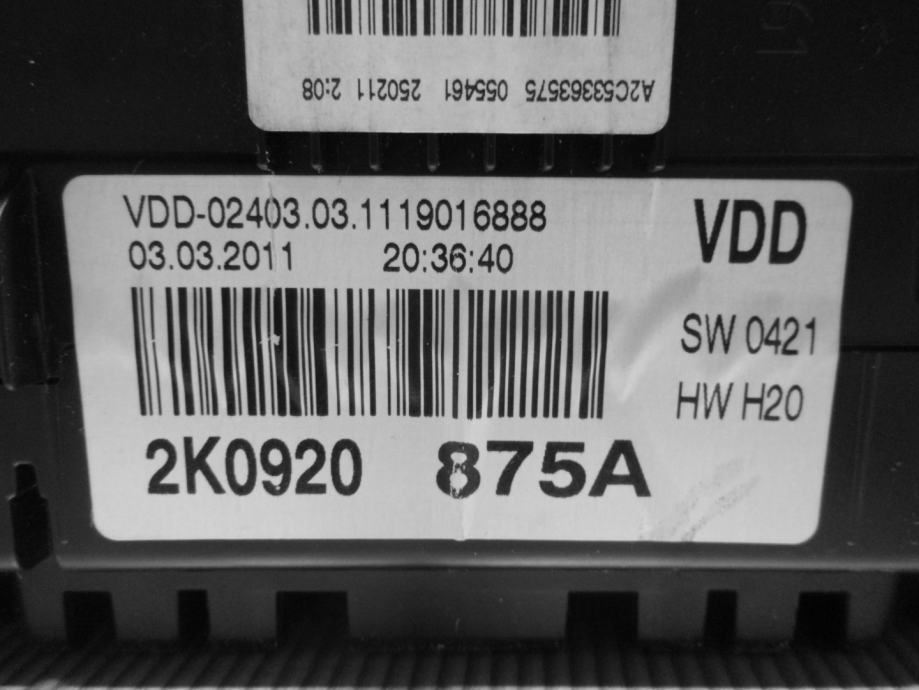 A2C53363575 055461 250211 2:08
VDD-02403.03.1119016888
03.03.2011 20:36:40
VDD
SW 0421
HW H20
2K0920 875A